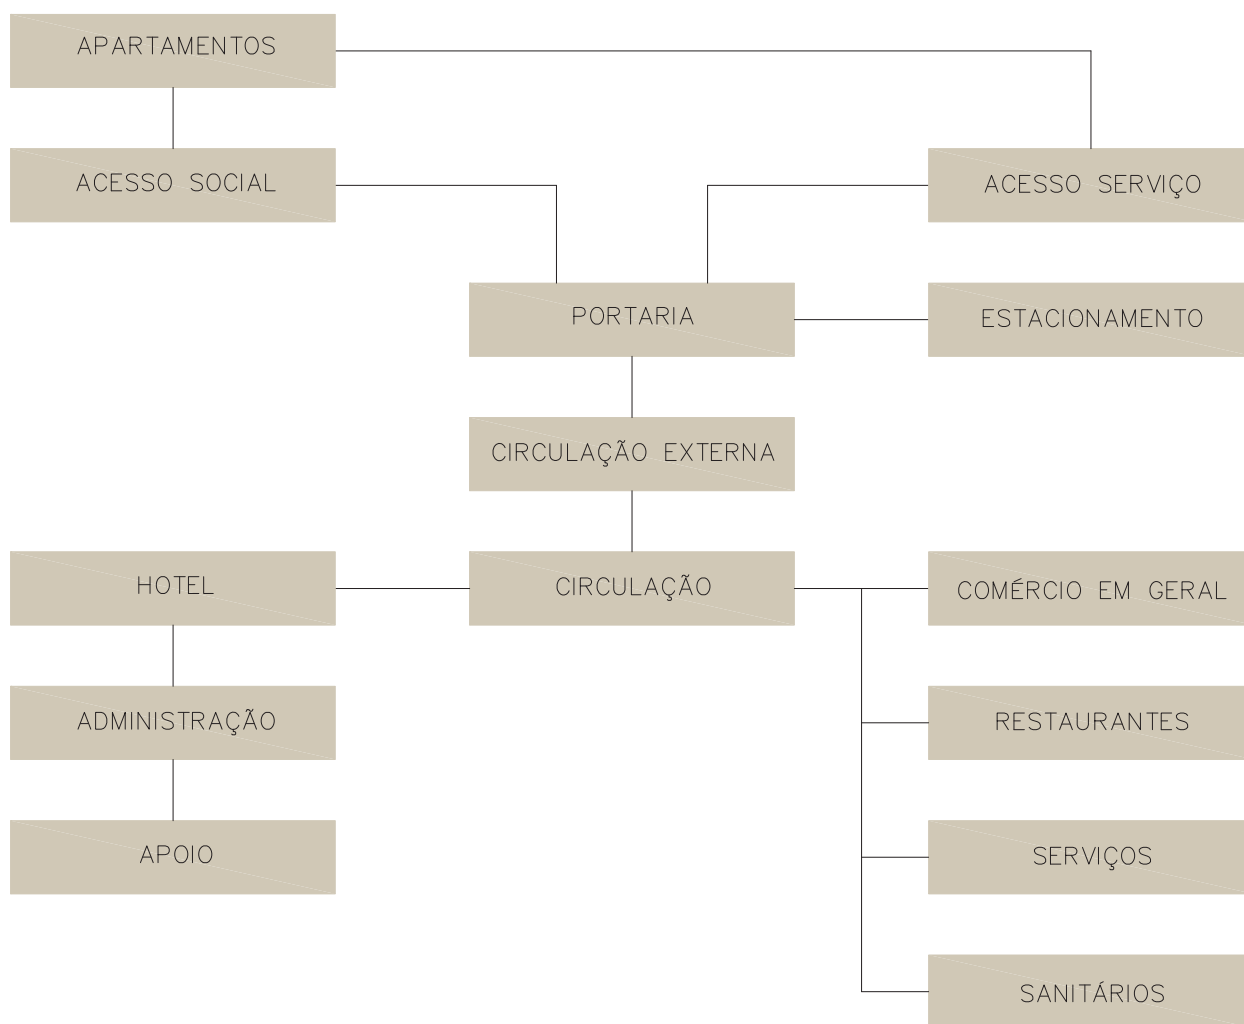 APARTAMENTOS
ACESSO SOCIAL
ACESSO SERVIÇO
PORTARIA
ESTACIONAMENTO
CIRCULAÇÃO EXTERNA
HOTEL
CIRCULAÇÃO
COMÉRCIO EM GERAL
ADMINISTRAÇÃO
RESTAURANTES
APOIO
SERVIÇOS
SANITÁRIOS